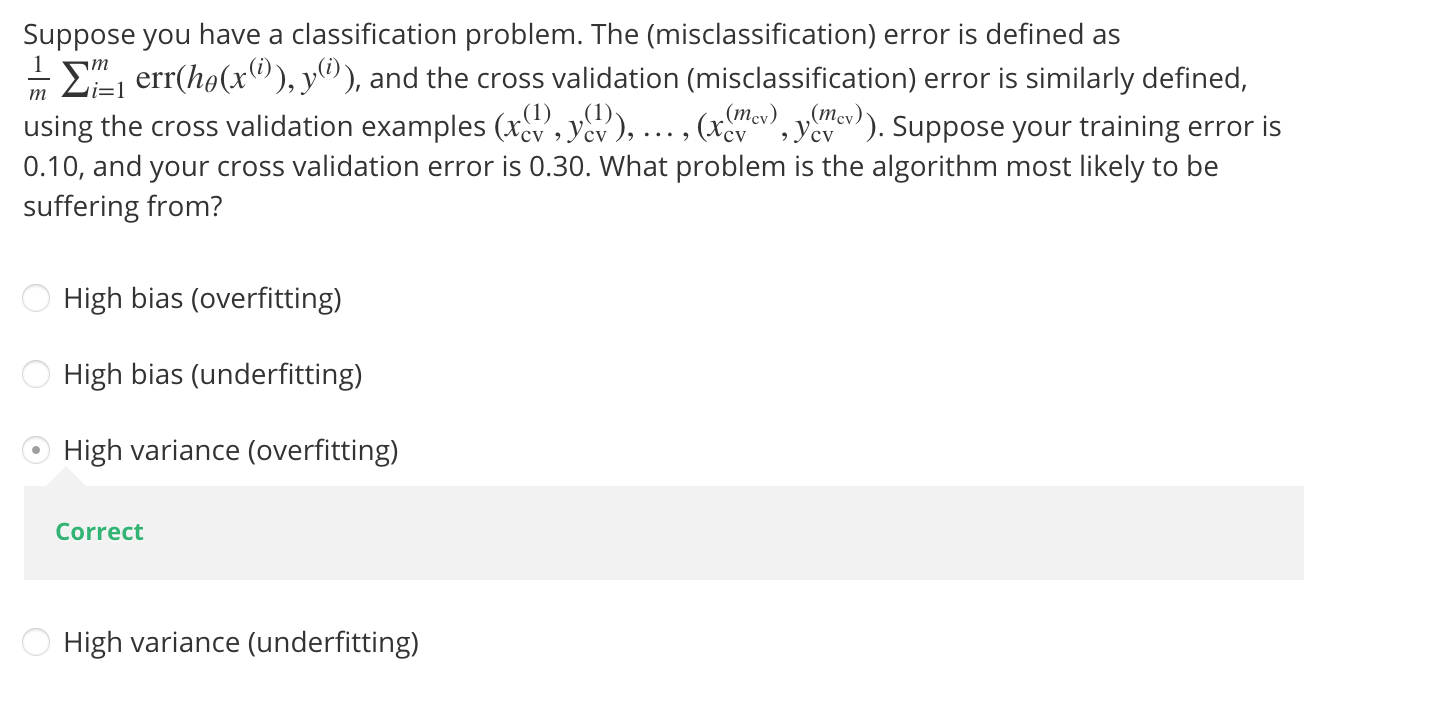 Suppose you have a classification problem. The (misclassification) error is defined as
$\frac{1}{m} \sum_{i=1}^{m} \text{err}(h_\theta(x^{(i)}), y^{(i)})$, and the cross validation (misclassification) error is similarly defined,
using the cross validation examples $(x_{\text{cv}}^{(1)}, y_{\text{cv}}^{(1)}), \ldots, (x_{\text{cv}}^{(m_{\text{cv}})}, y_{\text{cv}}^{(m_{\text{cv}})})$. Suppose your training error is
0.10, and your cross validation error is 0.30. What problem is the algorithm most likely to be
suffering from?
High bias (overfitting)
High bias (underfitting)
High variance (overfitting)
Correct
High variance (underfitting)